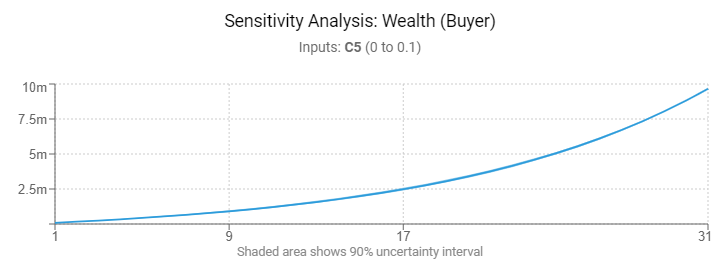 Sensitivity Analysis: Wealth (Buyer)
Inputs: C5 (0 to 0.1)
10m
7.5m
5m
2.5m
1 9 17 31
Shaded area shows 90% uncertainty interval